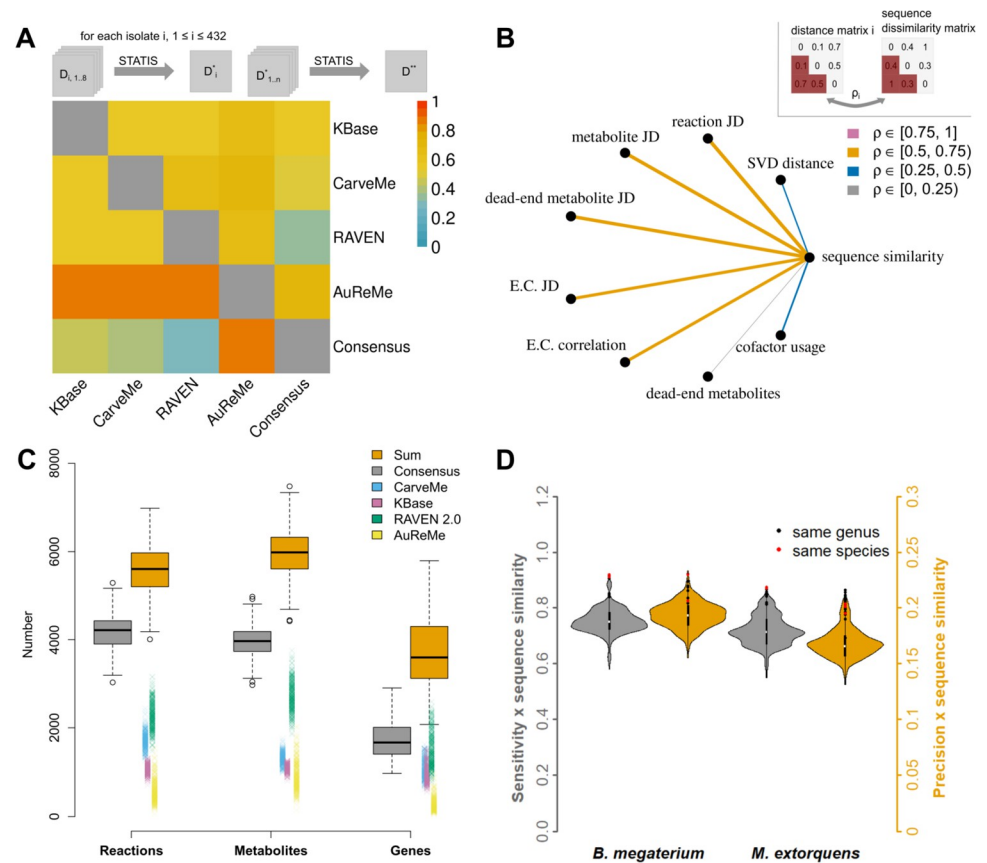 A
for each isolate i, 1 ≤ i ≤ 432
D i, 1..8
STATIS
D*i
D*1..n
STATIS
D**
KBase
CarveMe
RAVEN
AuReMe
Consensus
1
0.8
0.6
0.4
0.2
0
KBase
CarveMe
RAVEN
AuReMe
Consensus
B
distance matrix i
0 0.1 0.7
0.1 0 0.5
0.7 0.5 0
sequence
dissimilarity matrix
0 0.4 1
0.4 0 0.3
1 0.3 0
ρi
ρ ∈ [0.75, 1]
ρ ∈ [0.5, 0.75)
ρ ∈ [0.25, 0.5)
ρ ∈ [0, 0.25)
reaction JD
metabolite JD
SVD distance
dead-end metabolite JD
sequence similarity
E.C. JD
E.C. correlation
cofactor usage
dead-end metabolites
C
Number
8000
6000
4000
2000
0
Sum
Consensus
CarveMe
KBase
RAVEN 2.0
AuReMe
Reactions
Metabolites
Genes
D
Sensitivity x sequence similarity
1.2
1.0
0.8
0.6
0.4
0.2
0.0
same genus
same species
0.3
0.25
0.2
0.15
0.1
0.05
0
Precision x sequence similarity
B. megaterium
M. extorquens